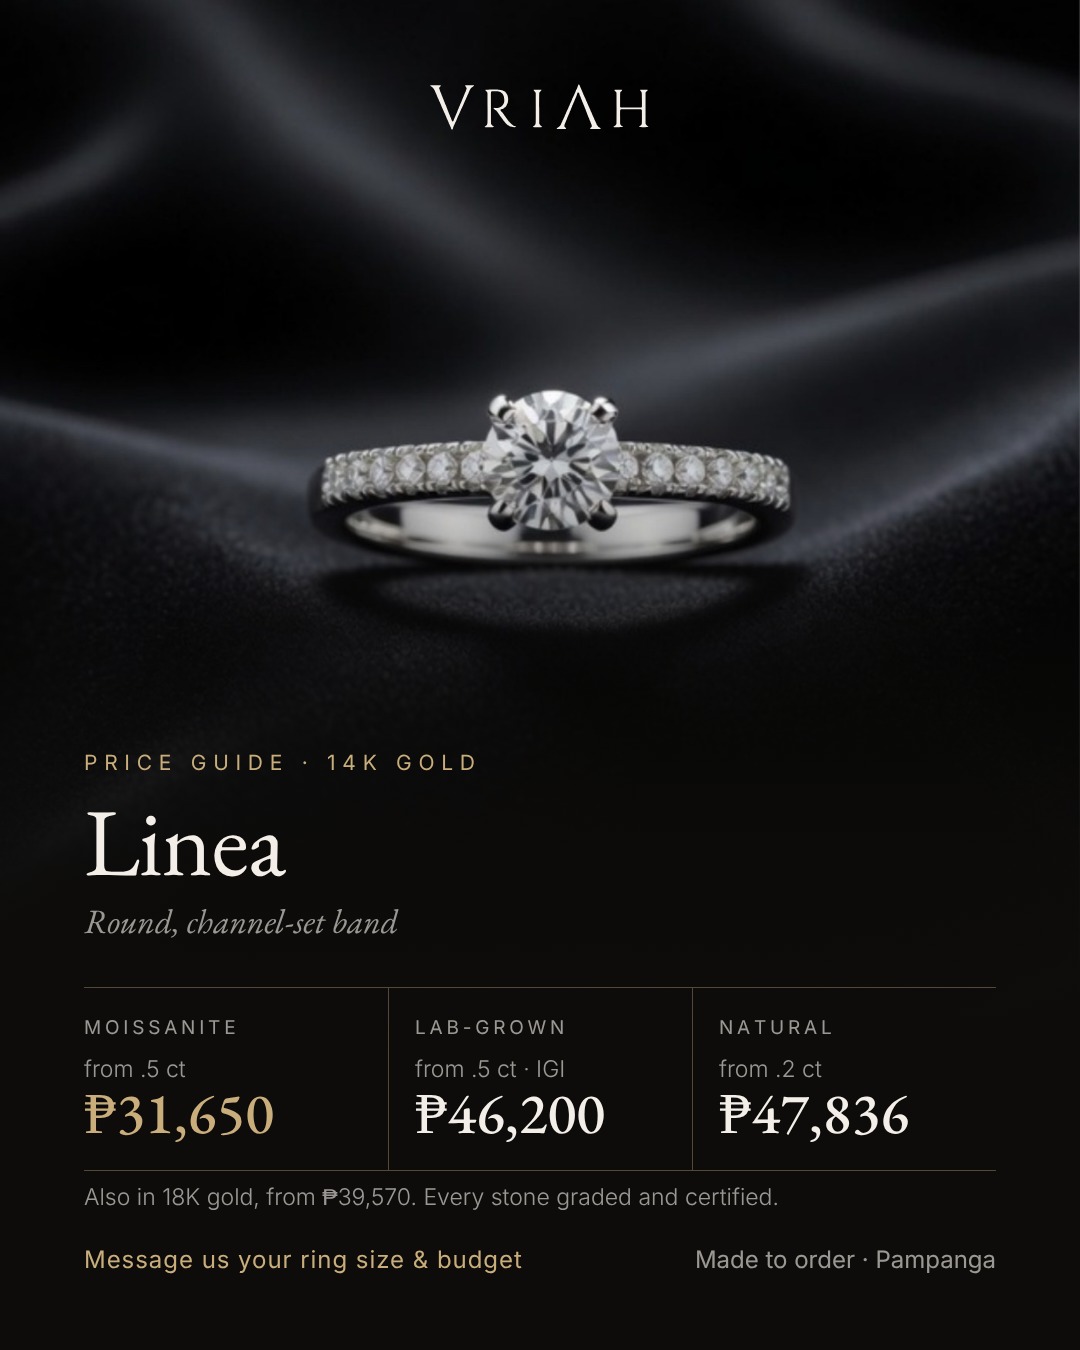 VRIAH
PRICE GUIDE · 14K GOLD
Linea
Round, channel-set band
MOISSANITE
from .5 ct
₱31,650
LAB-GROWN
from .5 ct · IGI
₱46,200
NATURAL
from .2 ct
₱47,836
Also in 18K gold, from ₱39,570. Every stone graded and certified.
Message us your ring size & budget
Made to order · Pampanga